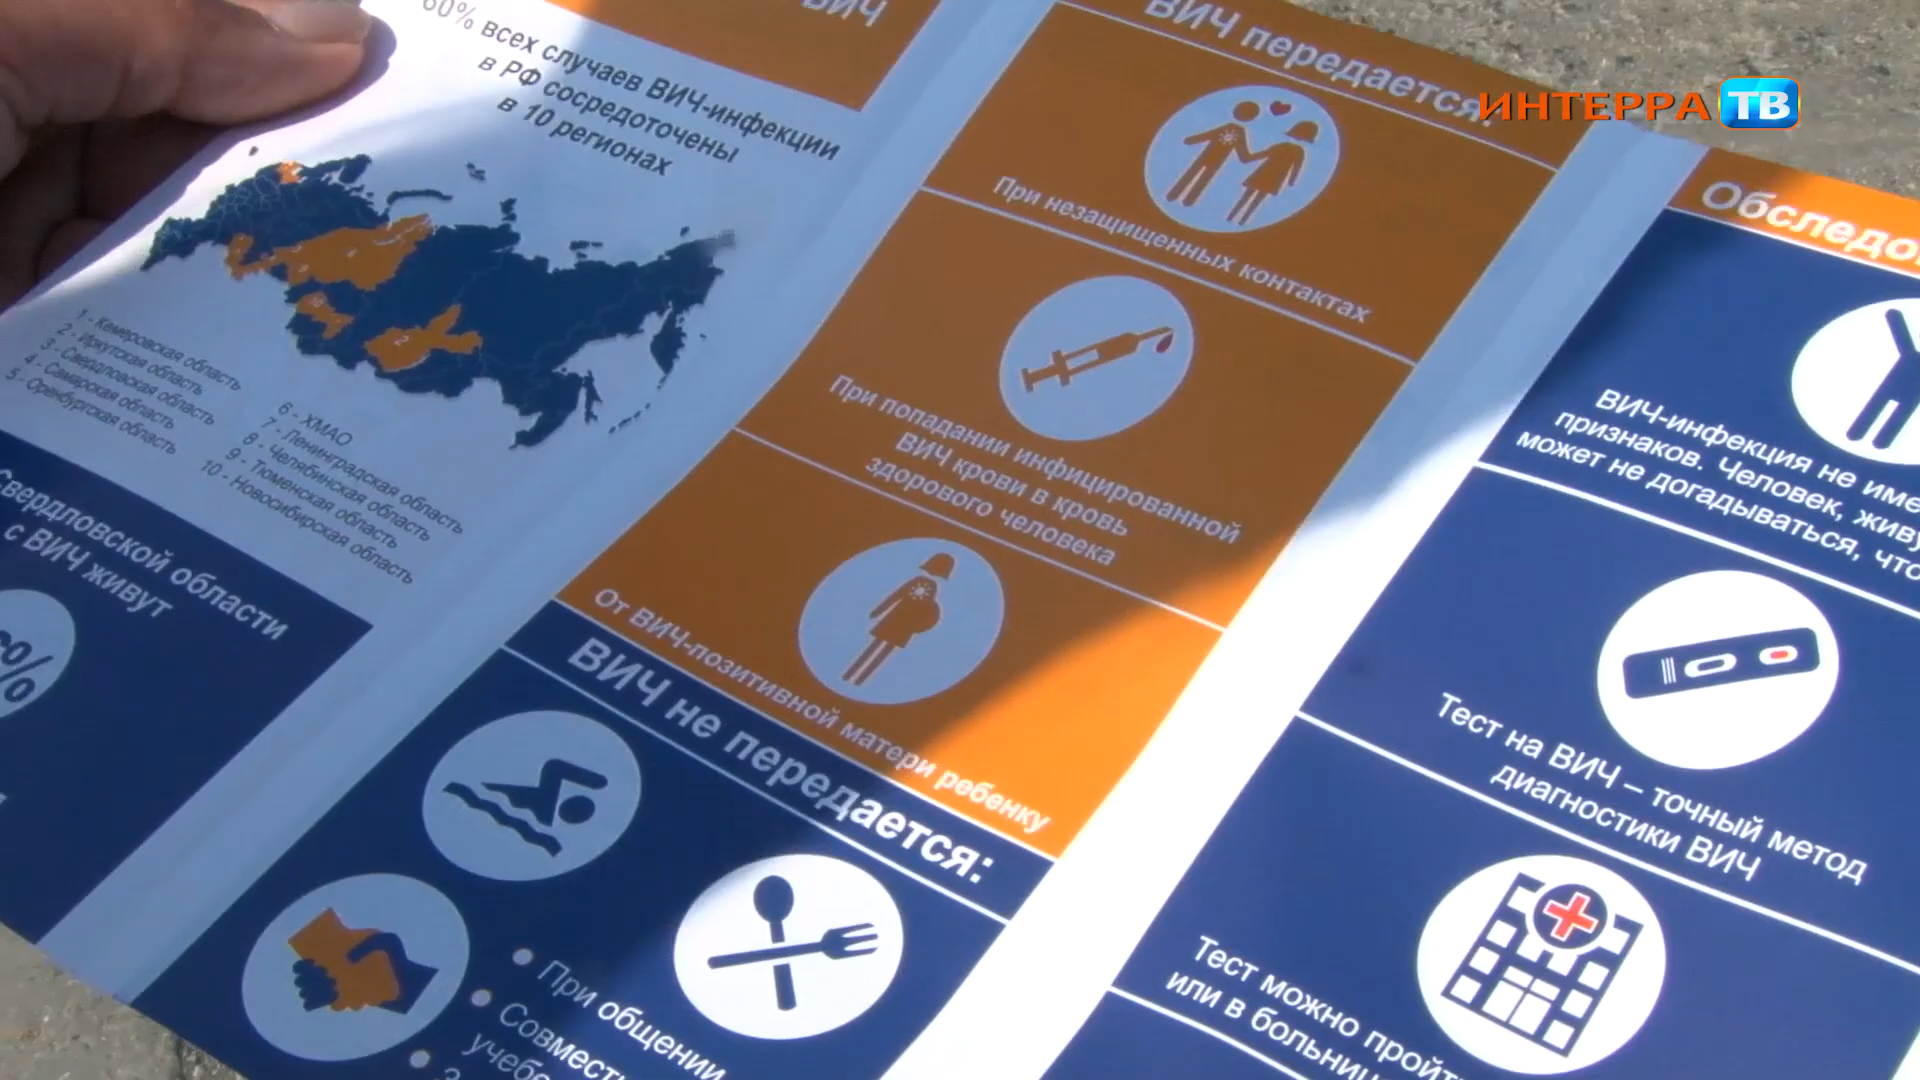 ИНТЕРРА ТВ
ВИЧ
60% всех случаев ВИЧ-инфекции
в РФ сосредоточены
в 10 регионах
1 - Кемеровская область
2 - Иркутская область
3 - Свердловская область
4 - Самарская область
5 - Оренбургская область
6 - ХМАО
7 - Ленинградская область
8 - Челябинская область
9 - Тюменская область
10 - Новосибирская область
Свердловской области
с ВИЧ живут
ВИЧ передается:
При незащищенных контактах
При попадании инфицированной
ВИЧ крови в кровь
здорового человека
От ВИЧ-позитивной матери ребенку
ВИЧ не передается:
При общении
Совместн
учебе
Обследо
ВИЧ-инфекция не име
признаков. Человек, живу
может не догадываться, что
Тест на ВИЧ – точный метод
диагностики ВИЧ
Тест можно пройт
или в больниц